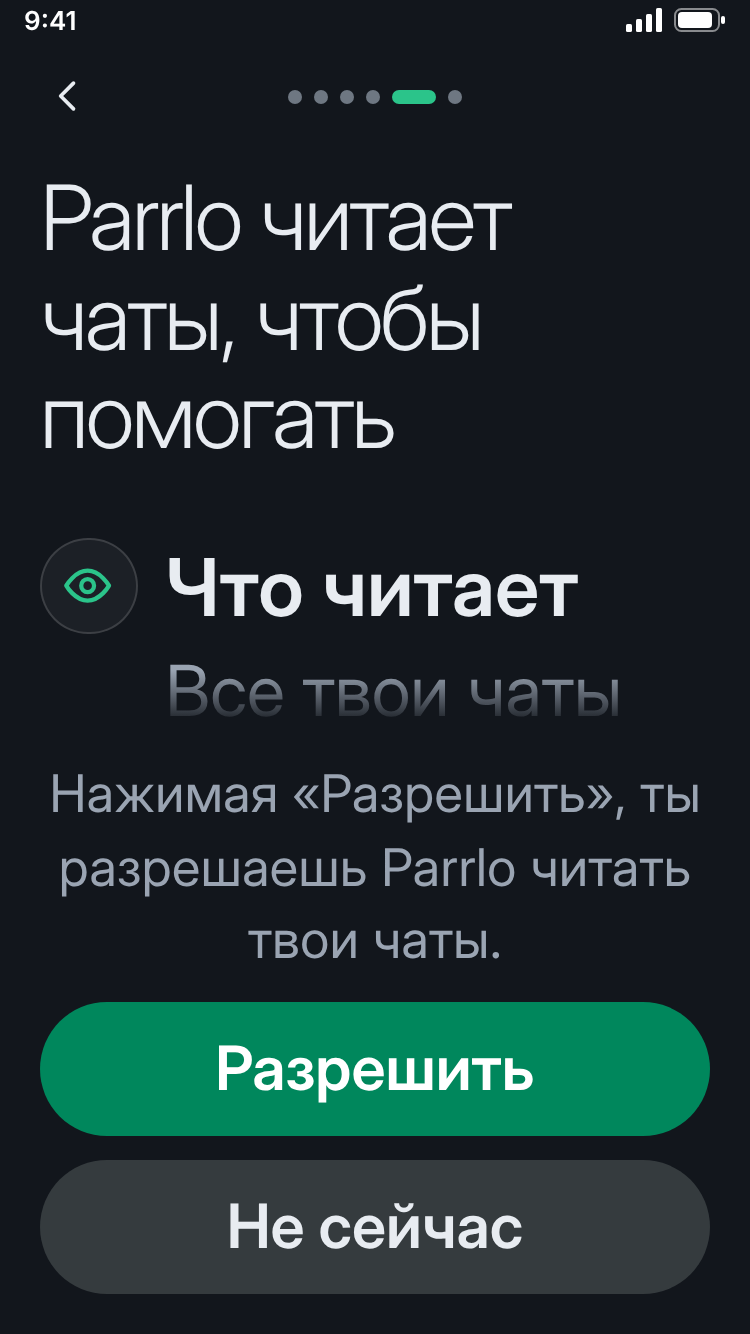 9:41
Parrlo читает
чаты, чтобы
помогать
Что читает
Все твои чаты
Нажимая «Разрешить», ты
разрешаешь Parrlo читать
твои чаты.
Разрешить
Не сейчас